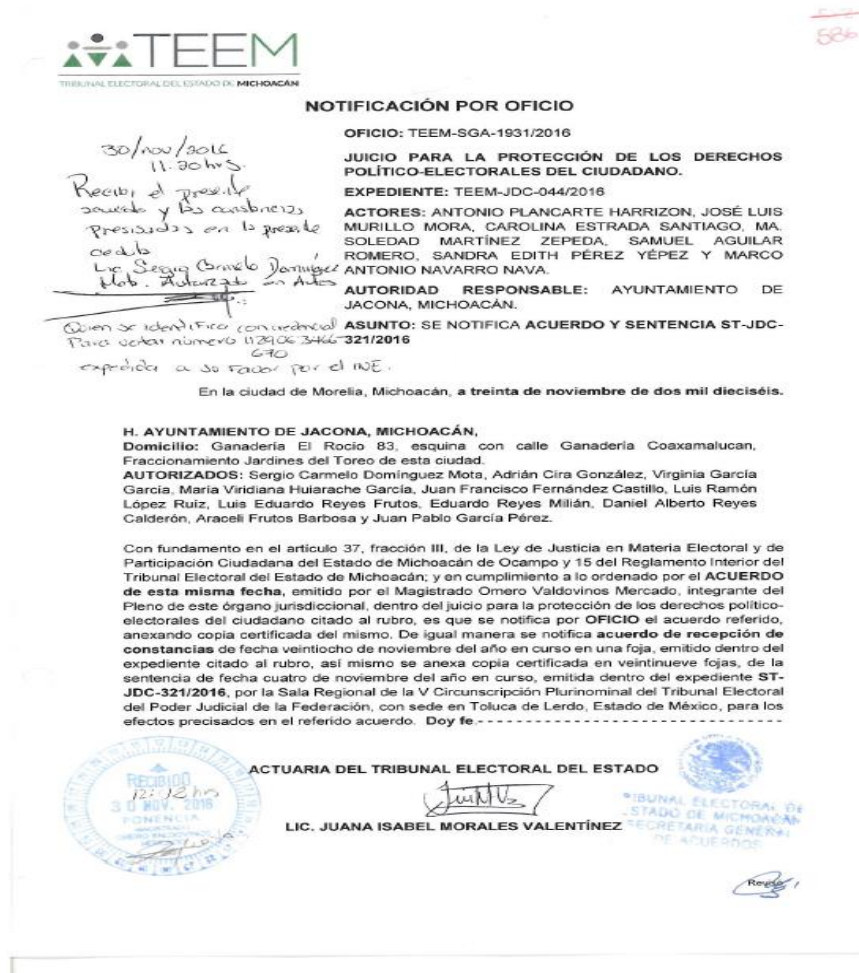 586
TEEM
TRIBUNAL ELECTORAL DEL ESTADO DE MICHOACÁN
NOTIFICACIÓN POR OFICIO
OFICIO: TEEM-SGA-1931/2016
JUICIO PARA LA PROTECCIÓN DE LOS DERECHOS
POLÍTICO-ELECTORALES DEL CIUDADANO.
EXPEDIENTE: TEEM-JDC-044/2016
ACTORES: ANTONIO PLANCARTE HARRIZON, JOSÉ LUIS
MURILLO MORA, CAROLINA ESTRADA SANTIAGO, MA.
SOLEDAD MARTÍNEZ ZEPEDA, SAMUEL AGUILAR
ROMERO, SANDRA EDITH PÉREZ YÉPEZ Y MARCO
ANTONIO NAVARRO NAVA.
AUTORIDAD RESPONSABLE: AYUNTAMIENTO DE
JACONA, MICHOACÁN.
ASUNTO: SE NOTIFICA ACUERDO Y SENTENCIA ST-JDC-
321/2016
30/nov/2016
11:20 hrs.
Recibi el presente
acuerdo y las constancias
precisadas en la presente
cedula
Lic Sergio Carmelo Domínguez
Mota. Autorizado en Autos
Quien se identifica con credencial
Para votar número
670
expedida a su favor por el INE.
En la ciudad de Morelia, Michoacán, a treinta de noviembre de dos mil dieciséis.
H. AYUNTAMIENTO DE JACONA, MICHOACÁN,
Domicilio: Ganadería El Rocio 83, esquina con calle Ganadería Coaxamalucan,
Fraccionamiento Jardines del Toreo de esta ciudad.
AUTORIZADOS: Sergio Carmelo Domínguez Mota, Adrián Cira González, Virginia García
García, María Viridiana Huiarache García, Juan Francisco Fernández Castillo, Luis Ramón
López Ruiz, Luis Eduardo Reyes Frutos, Eduardo Reyes Milián, Daniel Alberto Reyes
Calderón, Araceli Frutos Barbosa y Juan Pablo García Pérez.
Con fundamento en el artículo 37, fracción III, de la Ley de Justicia en Materia Electoral y de
Participación Ciudadana del Estado de Michoacán de Ocampo y 15 del Reglamento Interior del
Tribunal Electoral del Estado de Michoacán; y en cumplimiento a lo ordenado por el ACUERDO
de esta misma fecha, emitido por el Magistrado Omero Valdovinos Mercado, integrante del
Pleno de este órgano jurisdiccional, dentro del juicio para la protección de los derechos político-
electorales del ciudadano citado al rubro, es que se notifica por OFICIO el acuerdo referido,
anexando copia certificada del mismo. De igual manera se notifica acuerdo de recepción de
constancias de fecha veintiocho de noviembre del año en curso en una foja, emitido dentro del
expediente citado al rubro, así mismo se anexa copia certificada en veintinueve fojas, de la
sentencia de fecha cuatro de noviembre del año en curso, emitida dentro del expediente ST-
JDC-321/2016, por la Sala Regional de la V Circunscripción Plurinominal del Tribunal Electoral
del Poder Judicial de la Federación, con sede en Toluca de Lerdo, Estado de México, para los
efectos precisados en el referido acuerdo. Doy fe.- - - - - - - - - - - - - - - - - - - - - - - - - - - - - - - -
RECIBIDO
12:02 hrs
30 NOV. 2016
PONENCIA
ACTUARIA DEL TRIBUNAL ELECTORAL DEL ESTADO
LIC. JUANA ISABEL MORALES VALENTÍNEZ
TRIBUNAL ELECTORAL DE
ESTADO DE MICHOACÁN
SECRETARIA GENERAL
DE ACUERDOS